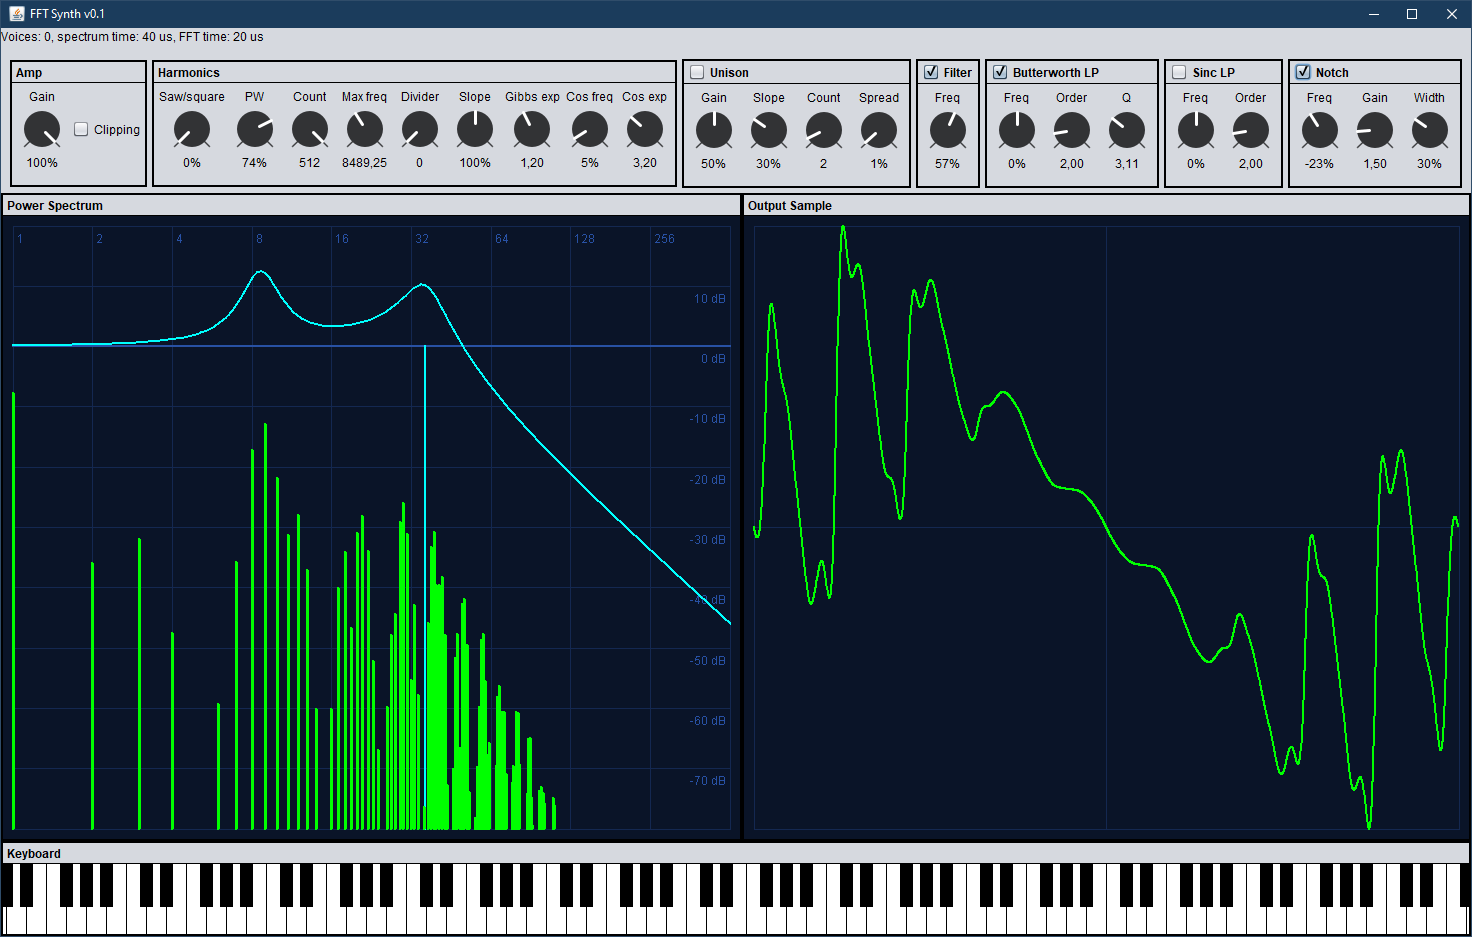 FFT Synth v0.1
Voices: 0, spectrum time: 40 us, FFT time: 20 us
Amp
Gain
Clipping
100%
Harmonics
Saw/square PW Count Max freq Divider Slope Gibbs exp Cos freq Cos exp
0% 74% 512 8489,25 0 100% 1,20 5% 3,20
Unison
Gain Slope Count Spread
50% 30% 2 1%
Filter
Freq
57%
Butterworth LP
Freq Order Q
0% 2,00 3,11
Sinc LP
Freq Order
0% 2,00
Notch
Freq Gain Width
-23% 1,50 30%
Power Spectrum
1 2 4 8 16 32 64 128 256
10 dB
0 dB
-10 dB
-20 dB
-30 dB
-40 dB
-50 dB
-60 dB
-70 dB
Output Sample
Keyboard